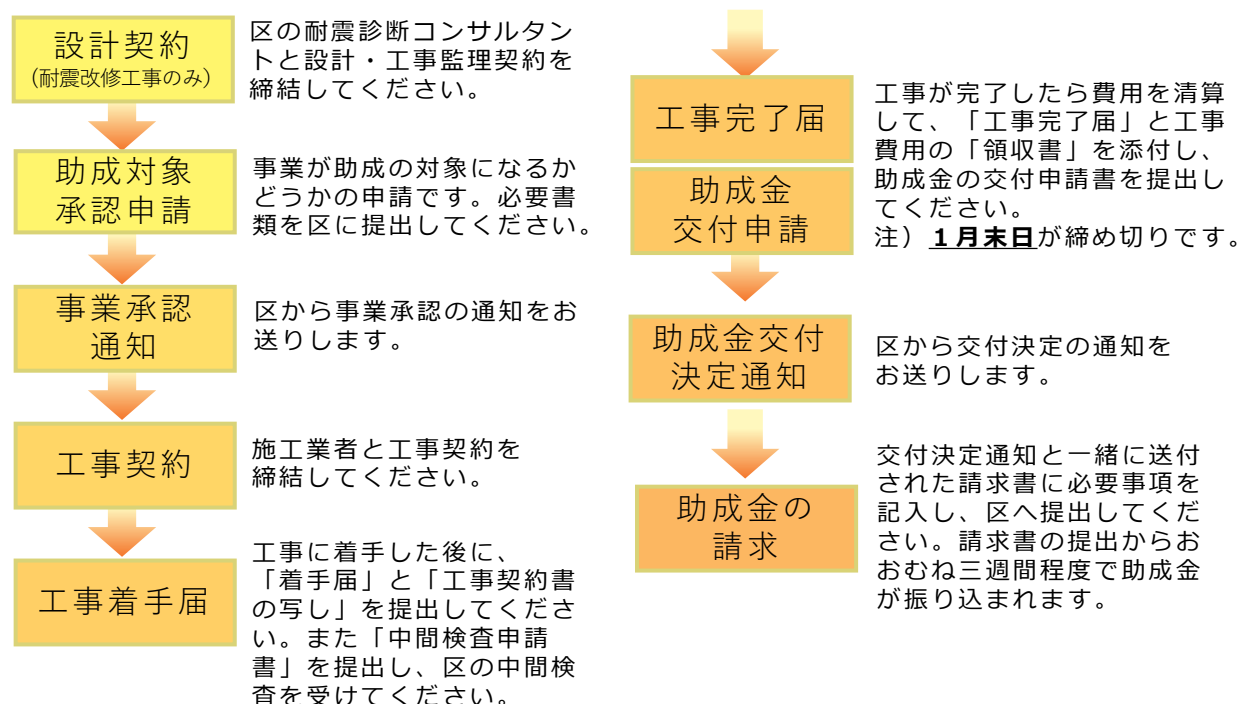 設計契約
(耐震改修工事のみ)
区の耐震診断コンサルタン
トと設計・工事監理契約を
締結してください。
助成対象
承認申請
事業が助成の対象になるか
どうかの申請です。必要書
類を区に提出してください。
事業承認
通知
区から事業承認の通知をお
送りします。
工事契約
施工業者と工事契約を
締結してください。
工事着手届
工事に着手した後に、
「着手届」と「工事契約書
の写し」を提出してくださ
い。また「中間検査申請
書」を提出し、区の中間検
査を受けてください。
工事完了届
助成金
交付申請
工事が完了したら費用を清算
して、「工事完了届」と工事
費用の「領収書」を添付し、
助成金の交付申請書を提出し
てください。
注）１月末日が締め切りです。
助成金交付
決定通知
区から交付決定の通知を
お送りします。
助成金の
請求
交付決定通知と一緒に送付
された請求書に必要事項を
記入し、区へ提出してくだ
さい。請求書の提出からお
おむね三週間程度で助成金
が振り込まれます。